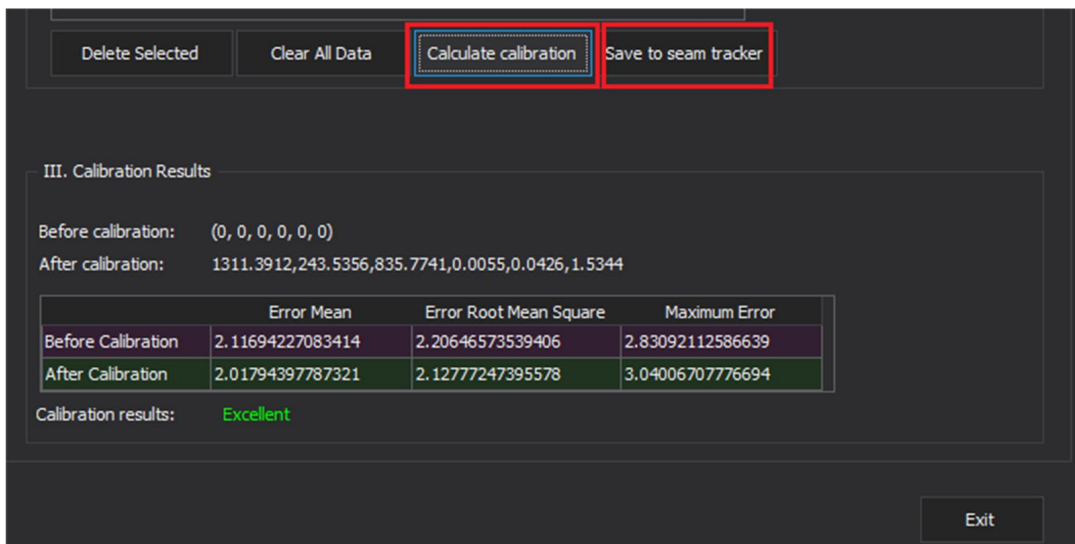 Delete Selected Clear All Data Calculate calibration Save to seam tracker
III. Calibration Results
Before calibration: (0, 0, 0, 0, 0, 0)
After calibration: 1311.3912,243.5356,835.7741,0.0055,0.0426,1.5344
Error Mean Error Root Mean Square Maximum Error
Before Calibration 2.11694227083414 2.20646573539406 2.83092112586639
After Calibration 2.01794397787321 2.12777247395578 3.04006707776694
Calibration results: Excellent
Exit